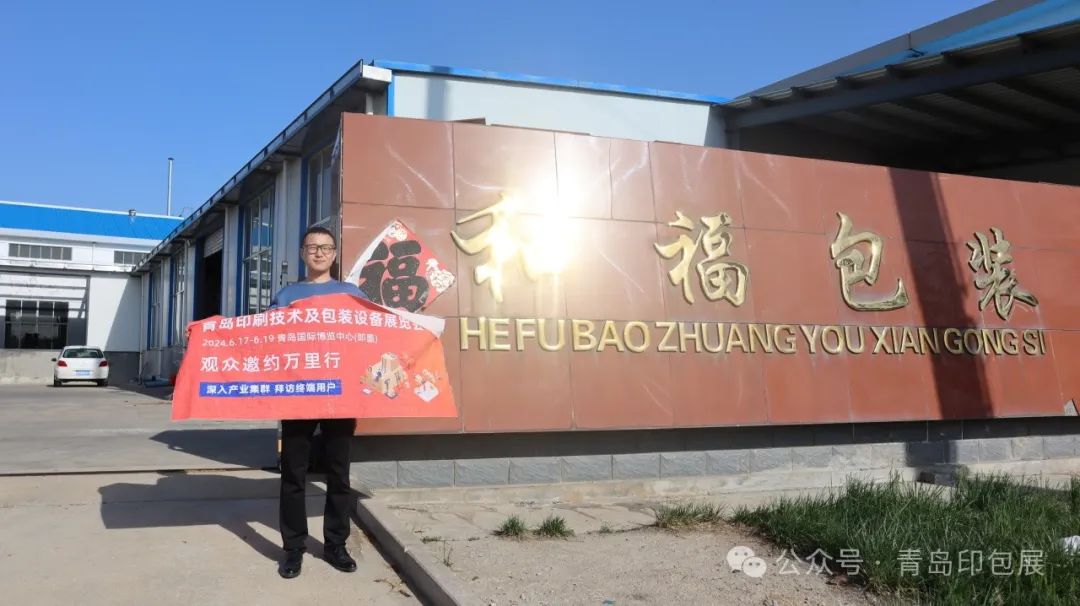 和福包装
HEFU BAO ZHUANG YOU XIAN GONG SI
福
青岛印刷技术及包装设备展览会
2024.6.17-6.19 青岛国际博览中心(即墨)
观众邀约万里行
深入产业集群 拜访终端用户
公众号·青岛印包展